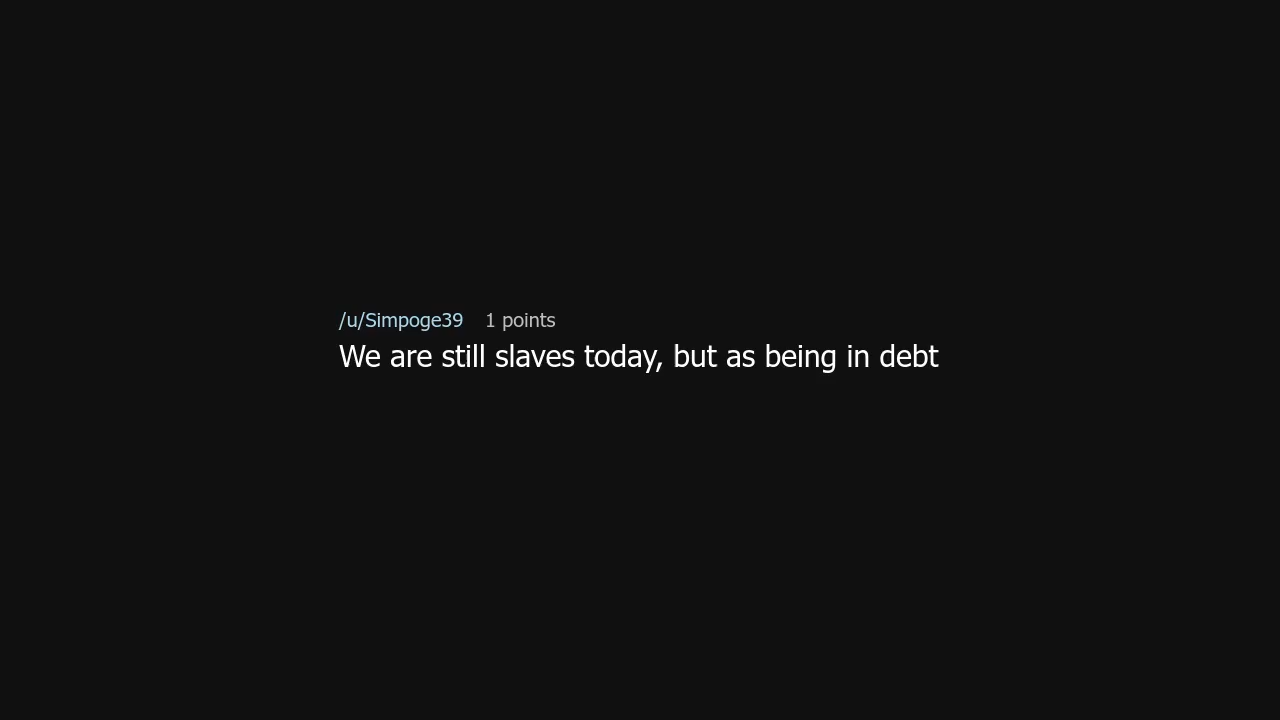 /u/Simpoge39 1 points
We are still slaves today, but as being in debt